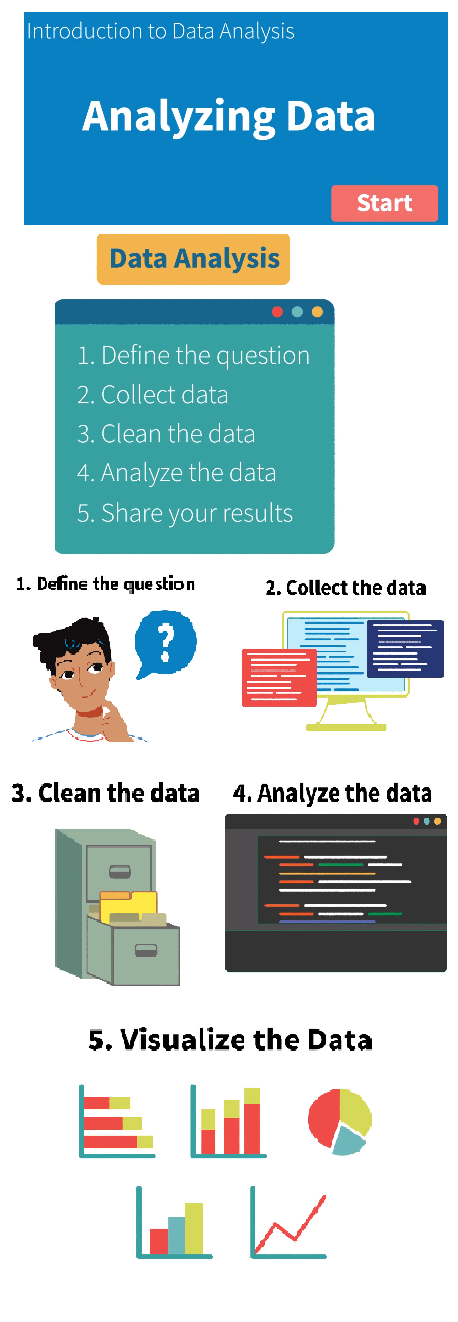 Introduction to Data Analysis
Analyzing Data
Start
Data Analysis
1. Define the question
2. Collect data
3. Clean the data
4. Analyze the data
5. Share your results
1. Define the question
?
2. Collect the data
3. Clean the data
4. Analyze the data
5. Visualize the Data